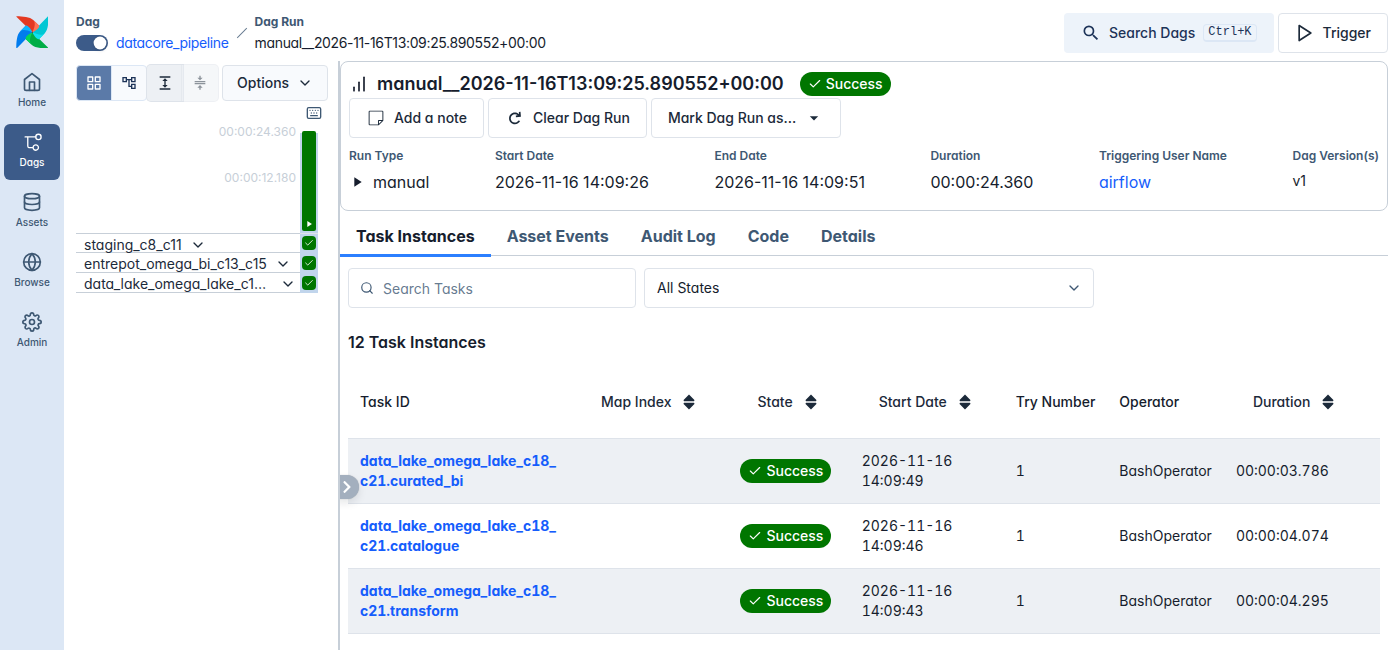 Dag
datacore_pipeline
/
Dag Run
manual__2026-11-16T13:09:25.890552+00:00
Search Dags Ctrl+K
Trigger
Home
Dags
Assets
Browse
Admin
Options
00:00:24.360
00:00:12.180
staging_c8_c11
entrepot_omega_bi_c13_c15
data_lake_omega_lake_c1...
manual__2026-11-16T13:09:25.890552+00:00 Success
Add a note
Clear Dag Run
Mark Dag Run as...
Run Type Start Date End Date Duration Triggering User Name Dag Version(s)
manual 2026-11-16 14:09:26 2026-11-16 14:09:51 00:00:24.360 airflow v1
Task Instances Asset Events Audit Log Code Details
Search Tasks
All States
12 Task Instances
Task ID Map Index State Start Date Try Number Operator Duration
data_lake_omega_lake_c18_
c21.curated_bi
Success
2026-11-16
14:09:49
1
BashOperator
00:00:03.786
data_lake_omega_lake_c18_
c21.catalogue
Success
2026-11-16
14:09:46
1
BashOperator
00:00:04.074
data_lake_omega_lake_c18_
c21.transform
Success
2026-11-16
14:09:43
1
BashOperator
00:00:04.295